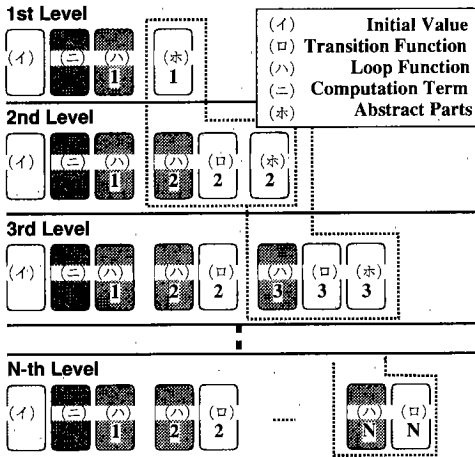 1st Level
(イ) (ニ) (ハ) 1 (ホ) 1
(イ) Initial Value
(ロ) Transition Function
(ハ) Loop Function
(ニ) Computation Term
(ホ) Abstract Parts
2nd Level
(イ) (ニ) (ハ) 1 (ハ) 2 (ロ) 2 (ホ) 2
3rd Level
(イ) (ニ) (ハ) 1 (ハ) 2 (ロ) 2 (ハ) 3 (ロ) 3 (ホ) 3
N-th Level
(イ) (ニ) (ハ) 1 (ハ) 2 (ロ) 2 ...... (ハ) N (ロ) N